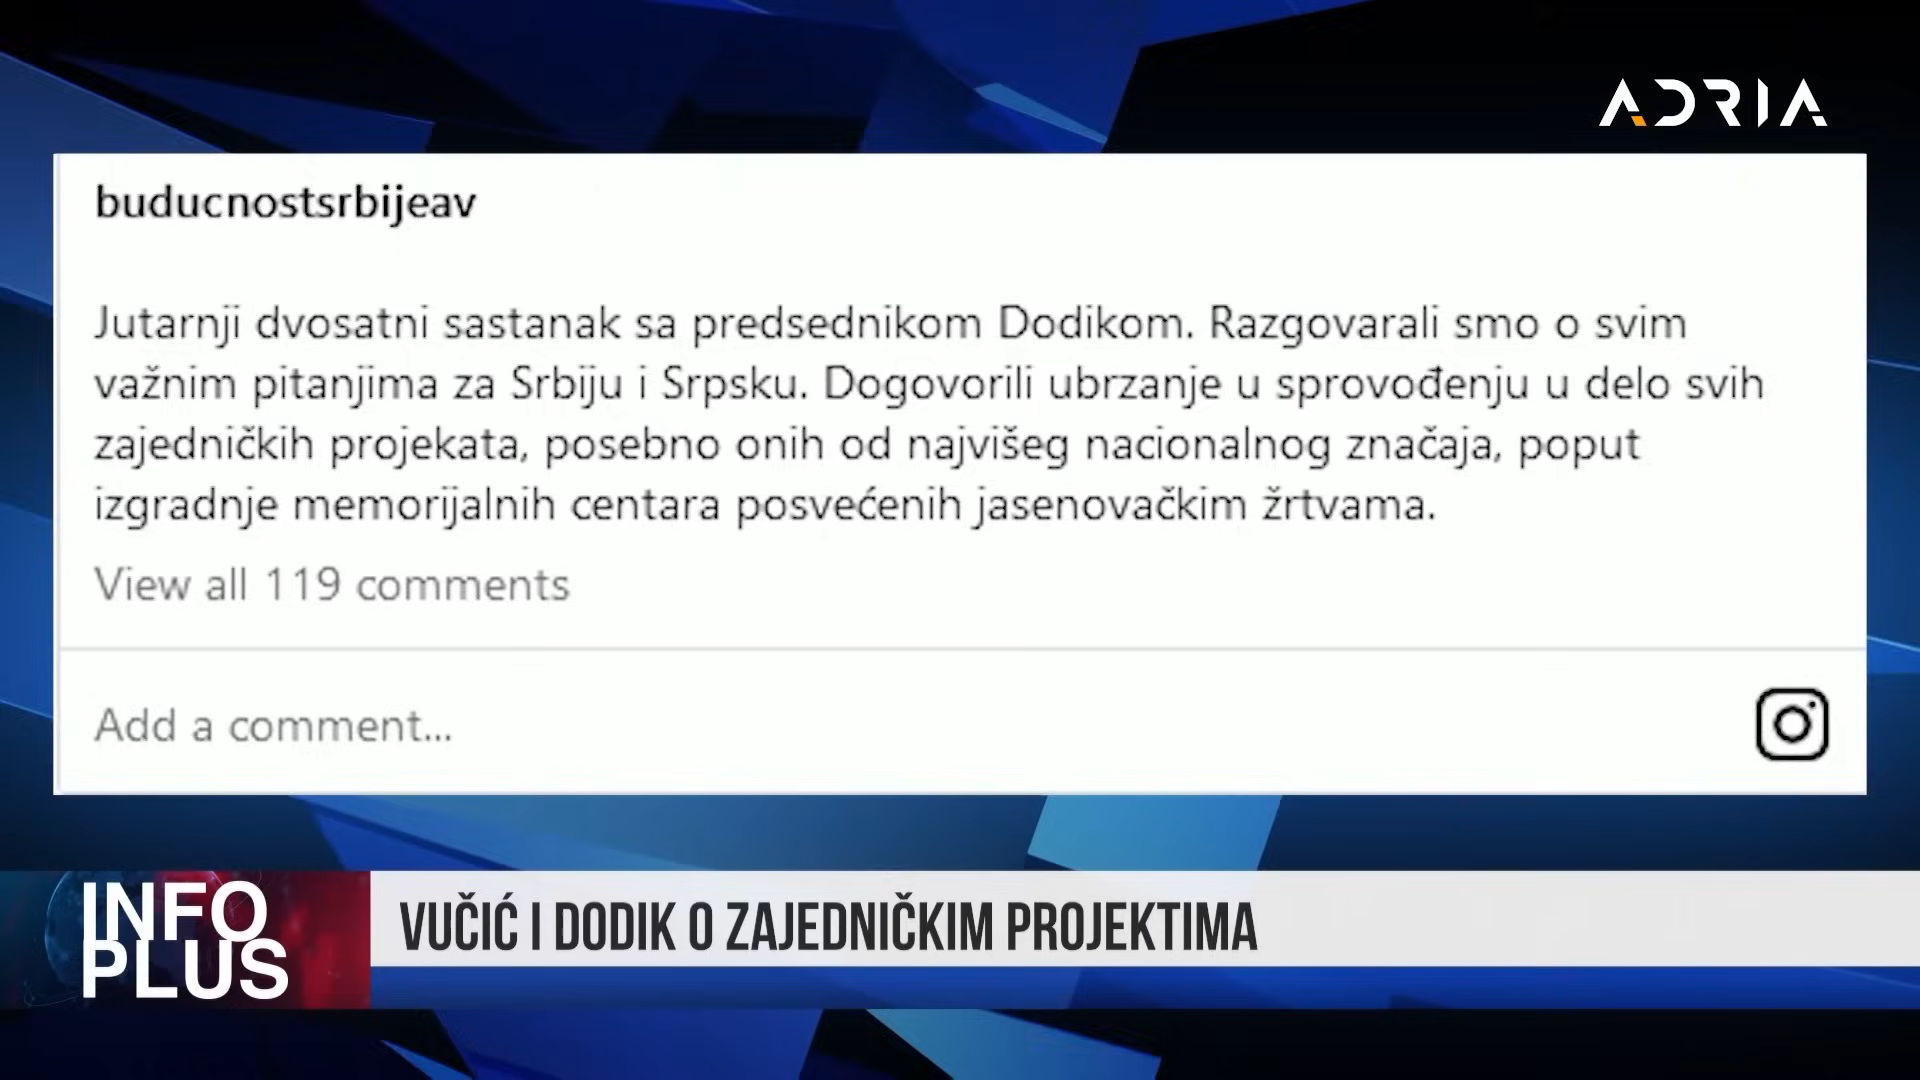 ADRIA
buducnostsrbijeav
Jutarnji dvosatni sastanak sa predsednikom Dodikom. Razgovarali smo o svim
važnim pitanjima za Srbiju i Srpsku. Dogovorili ubrzanje u sprovođenju u delo svih
zajedničkih projekata, posebno onih od najvišeg nacionalnog značaja, poput
izgradnje memorijalnih centara posvećenih jasenovačkim žrtvama.
View all 119 comments
Add a comment...
INFO
PLUS
VUČIĆ I DODIK O ZAJEDNIČKIM PROJEKTIMA